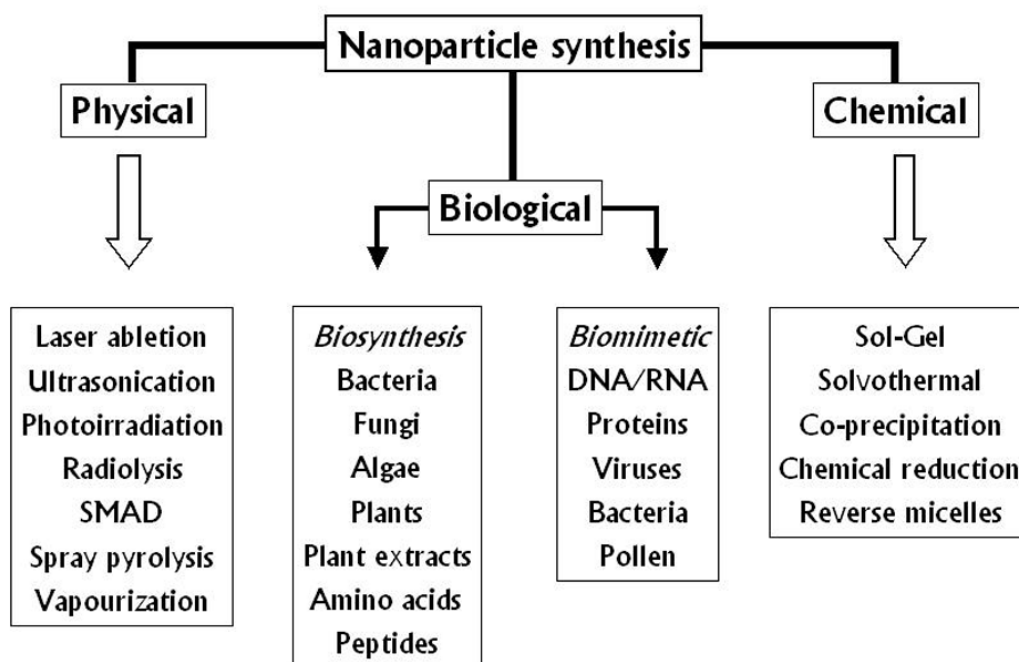 Nanoparticle synthesis
Physical
Chemical
Biological
Laser abletion
Ultrasonication
Photoirradiation
Radiolysis
SMAD
Spray pyrolysis
Vapourization
Biosynthesis
Bacteria
Fungi
Algae
Plants
Plant extracts
Amino acids
Peptides
Biomimetic
DNA/RNA
Proteins
Viruses
Bacteria
Pollen
Sol-Gel
Solvothermal
Co-precipitation
Chemical reduction
Reverse micelles